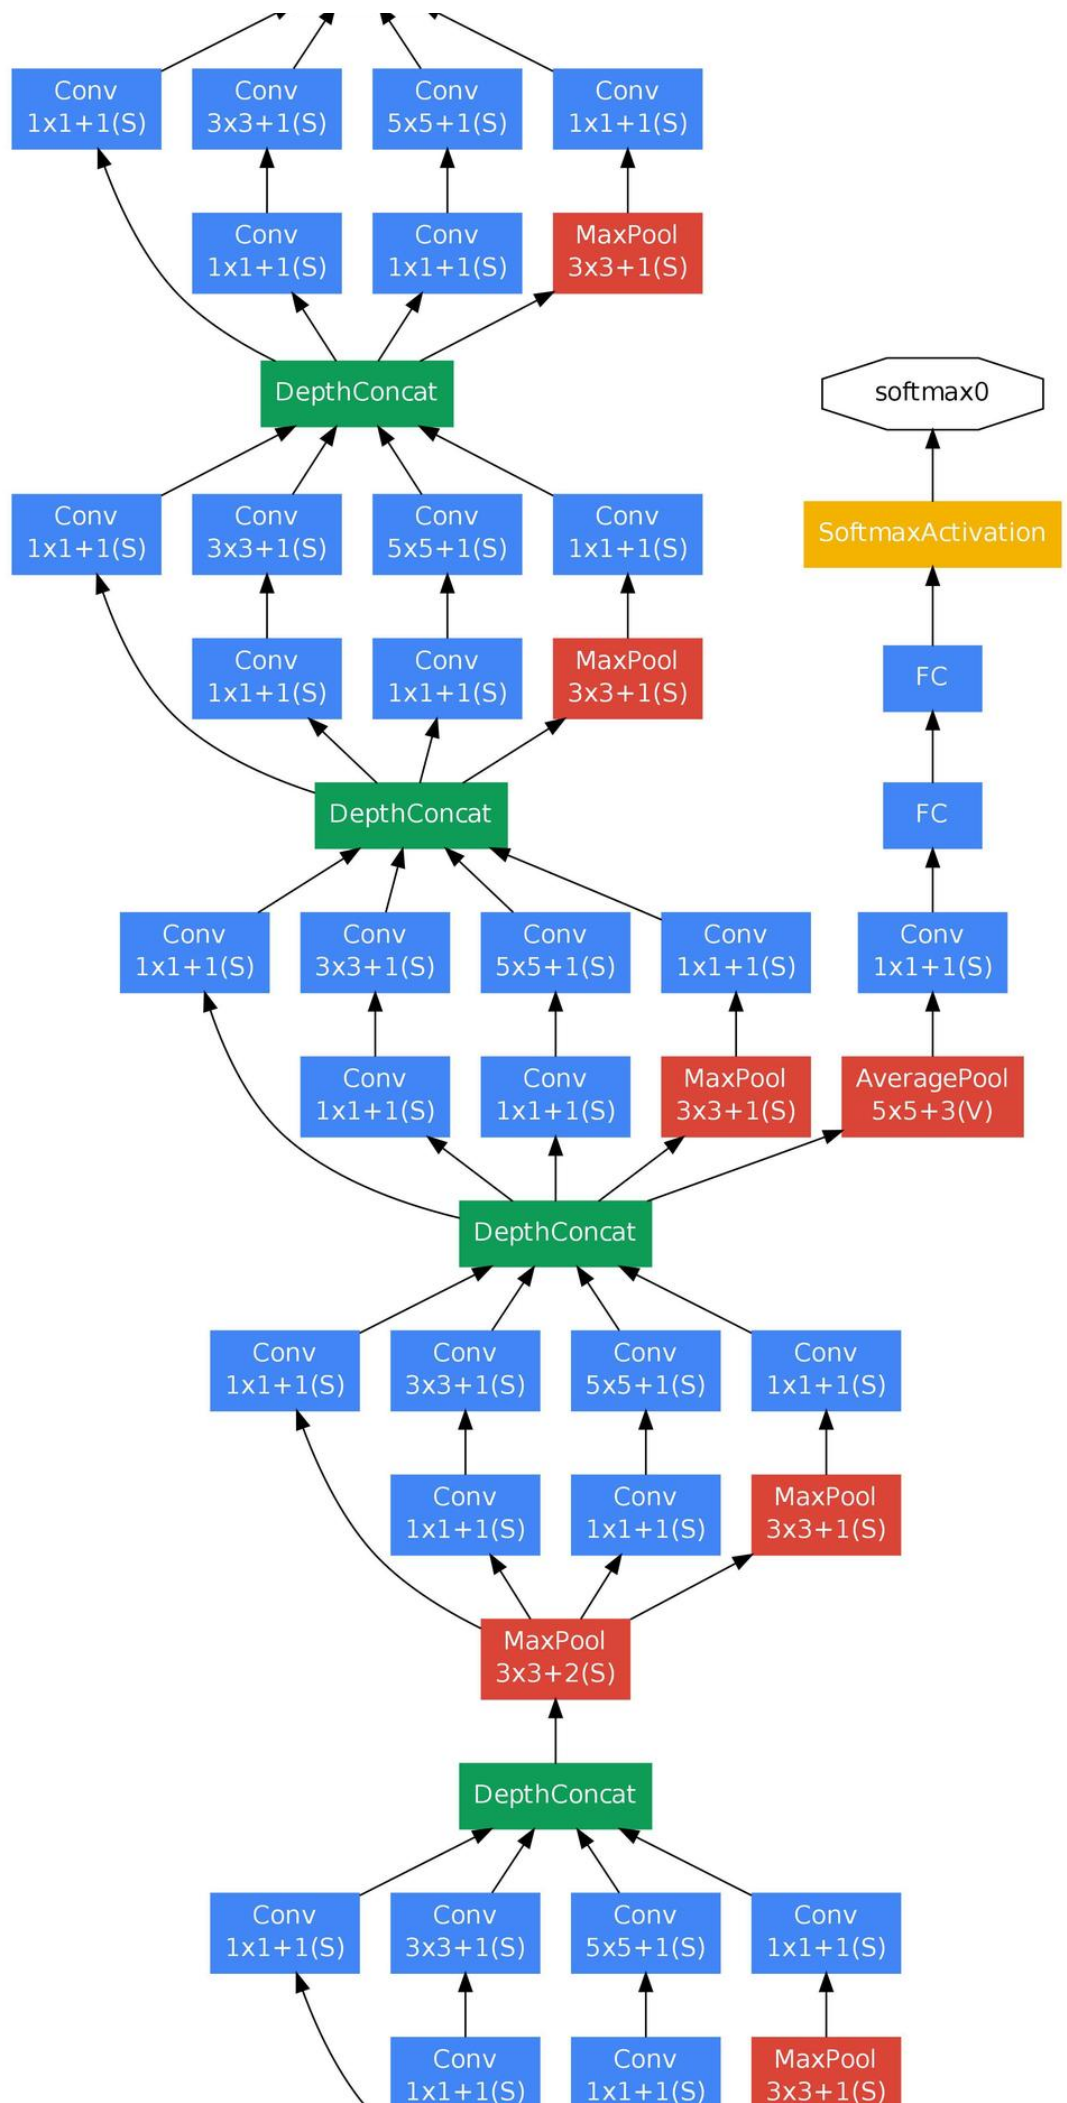 Conv
1x1+1(S)
Conv
3x3+1(S)
Conv
5x5+1(S)
Conv
1x1+1(S)
Conv
1x1+1(S)
Conv
1x1+1(S)
MaxPool
3x3+1(S)
DepthConcat
softmax0
Conv
1x1+1(S)
Conv
3x3+1(S)
Conv
5x5+1(S)
Conv
1x1+1(S)
SoftmaxActivation
Conv
1x1+1(S)
Conv
1x1+1(S)
MaxPool
3x3+1(S)
FC
DepthConcat
FC
Conv
1x1+1(S)
Conv
3x3+1(S)
Conv
5x5+1(S)
Conv
1x1+1(S)
Conv
1x1+1(S)
Conv
1x1+1(S)
Conv
1x1+1(S)
MaxPool
3x3+1(S)
AveragePool
5x5+3(V)
DepthConcat
Conv
1x1+1(S)
Conv
3x3+1(S)
Conv
5x5+1(S)
Conv
1x1+1(S)
Conv
1x1+1(S)
Conv
1x1+1(S)
MaxPool
3x3+1(S)
MaxPool
3x3+2(S)
DepthConcat
Conv
1x1+1(S)
Conv
3x3+1(S)
Conv
5x5+1(S)
Conv
1x1+1(S)
Conv
1x1+1(S)
Conv
1x1+1(S)
MaxPool
3x3+1(S)